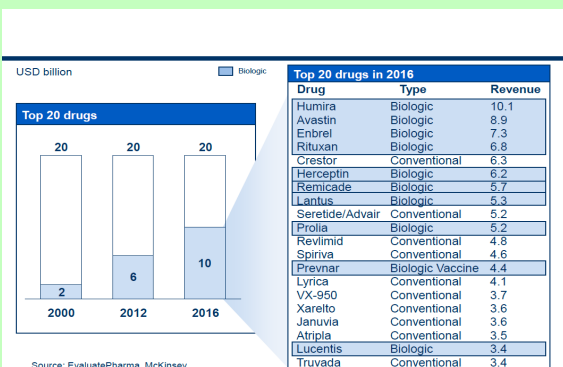 USD billion
Biologic
Top 20 drugs
20 20 20
2 6 10
2000 2012 2016
Source: EvaluatePharma, McKinsey
Top 20 drugs in 2016
Drug Type Revenue
Humira Biologic 10.1
Avastin Biologic 8.9
Enbrel Biologic 7.3
Rituxan Biologic 6.8
Crestor Conventional 6.3
Herceptin Biologic 6.2
Remicade Biologic 5.7
Lantus Biologic 5.3
Seretide/Advair Conventional 5.2
Prolia Biologic 5.2
Revlimid Conventional 4.8
Spiriva Conventional 4.6
Prevnar Biologic Vaccine 4.4
Lyrica Conventional 4.1
VX-950 Conventional 3.7
Xarelto Conventional 3.6
Januvia Conventional 3.6
Atripla Conventional 3.5
Lucentis Biologic 3.4
Truvada Conventional 3.4